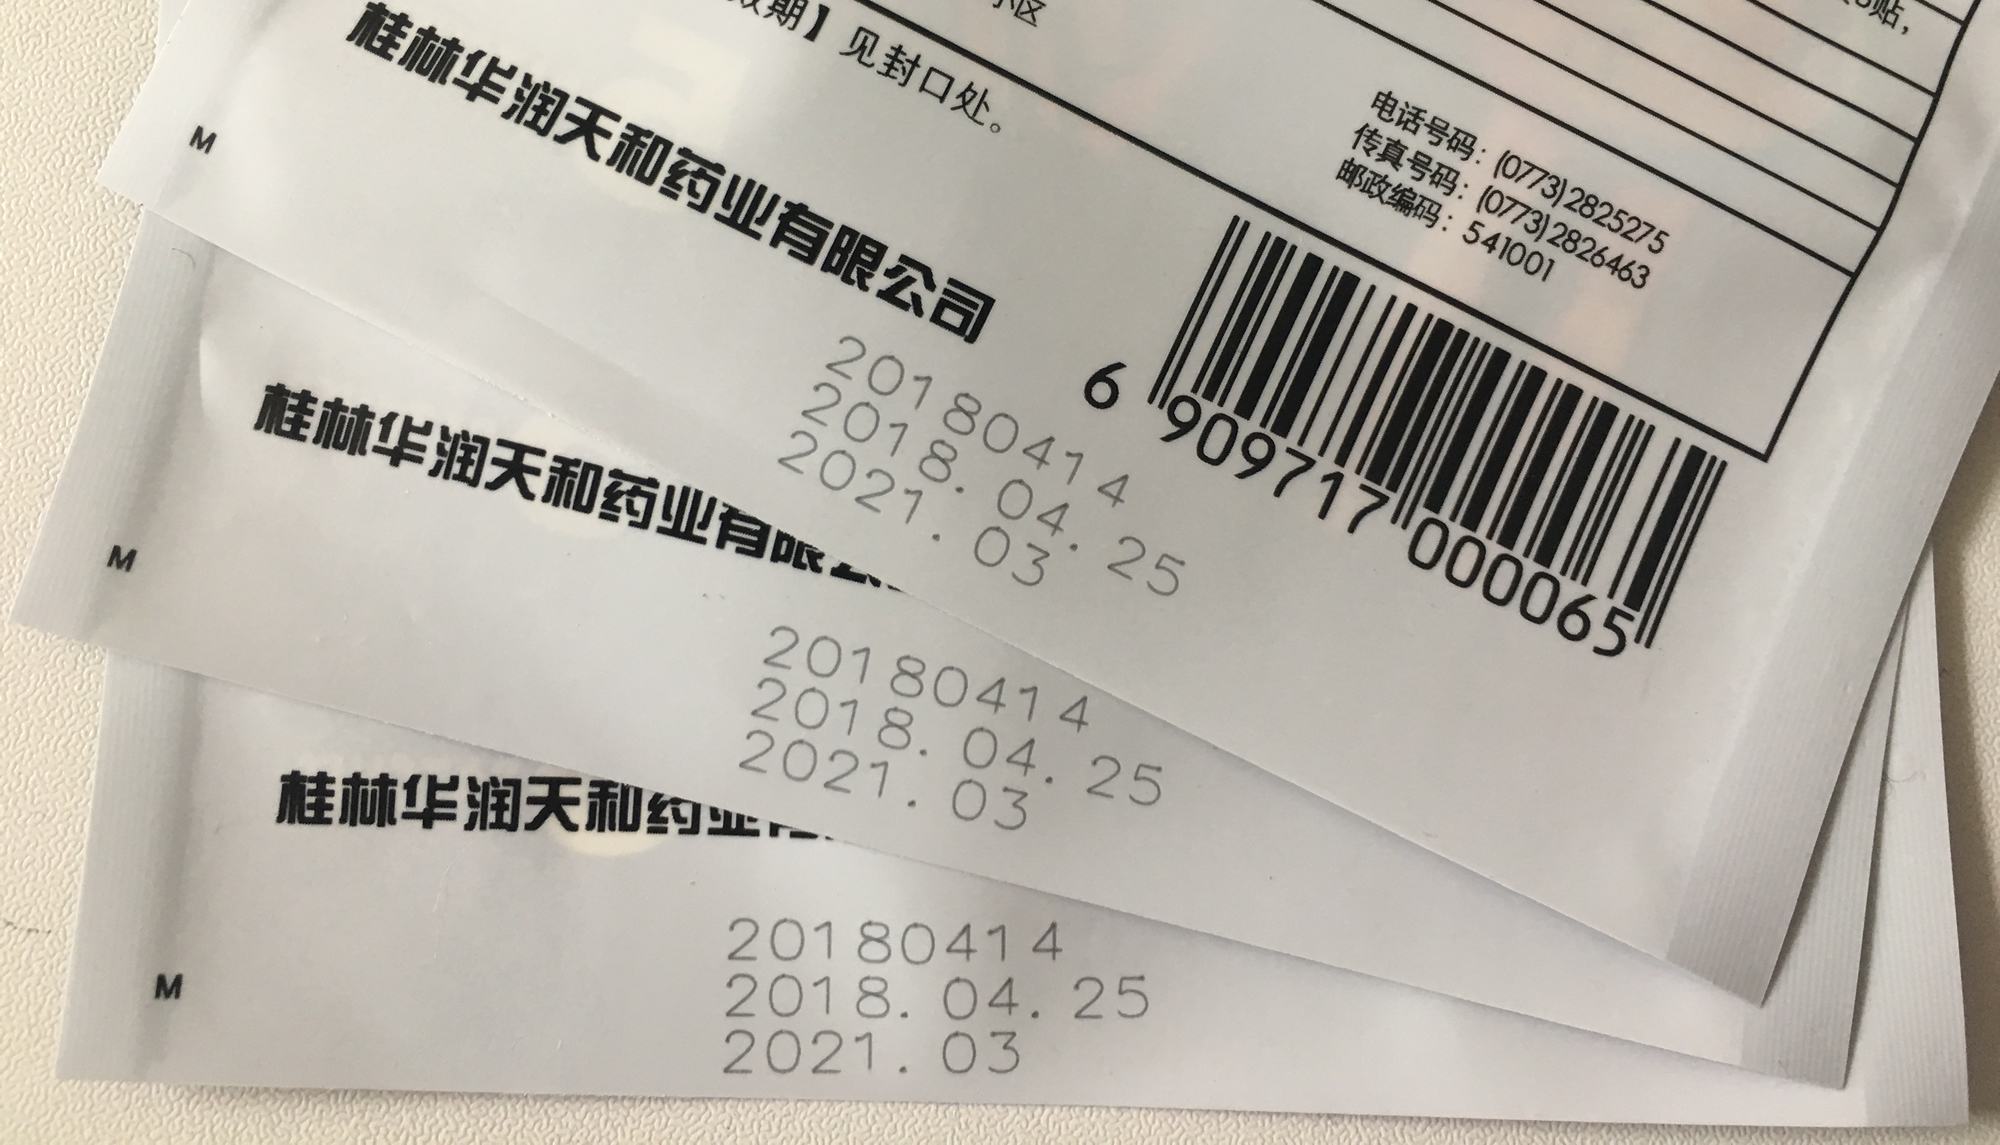 小区
效期】见封口处。
贴，
电话号码：(0773)2825275
传真号码：(0773)2826463
邮政编码：541001
桂林华润天和药业有限公司
M
20180414
2018.04.25
2021.03
6 909717 000065
桂林华润天和药业有限
M
20180414
2018.04.25
2021.03
桂林华润天和药业
M
20180414
2018.04.25
2021.03